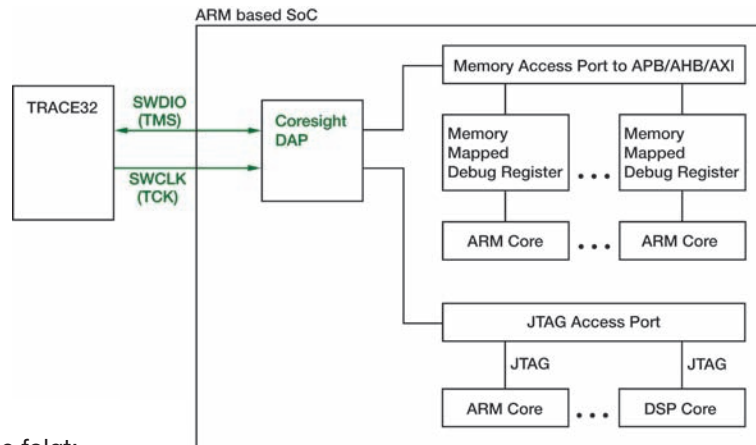 ARM based SoC
TRACE32
SWDIO
(TMS)
SWCLK
(TCK)
Coresight
DAP
Memory Access Port to APB/AHB/AXI
Memory
Mapped
Debug Register
...
Memory
Mapped
Debug Register
ARM Core
...
ARM Core
JTAG Access Port
JTAG
JTAG
ARM Core
...
DSP Core